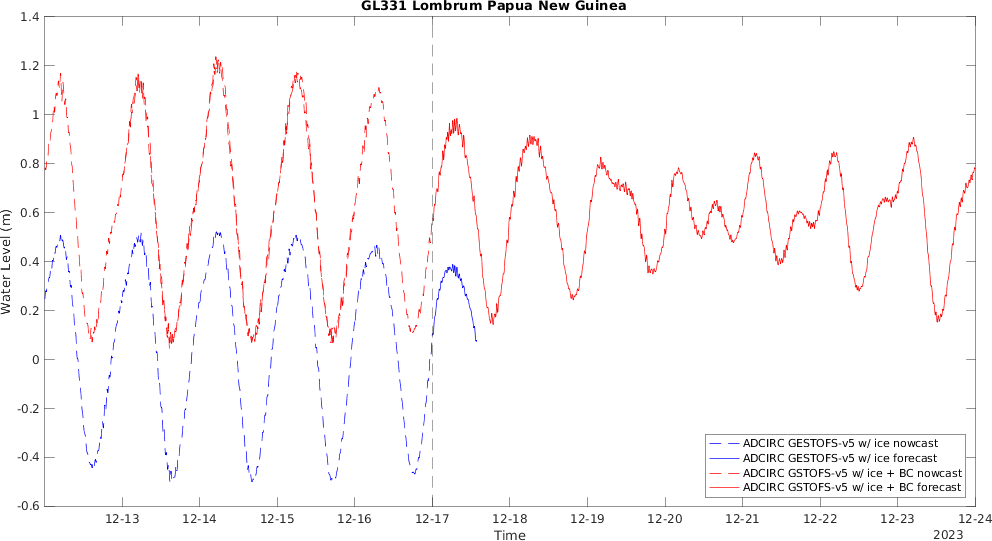 GL331 Lombrum Papua New Guinea
1.4
1.2
1
0.8
0.6
0.4
0.2
0
-0.2
-0.4
-0.6
Water Level (m)
ADCIRC GESTOFS-v5 w/ ice nowcast
ADCIRC GESTOFS-v5 w/ ice forecast
ADCIRC GSTOFS-v5 w/ ice + BC nowcast
ADCIRC GSTOFS-v5 w/ ice + BC forecast
12-13 12-14 12-15 12-16 12-17 12-18 12-19 12-20 12-21 12-22 12-23 12-24
Time
2023